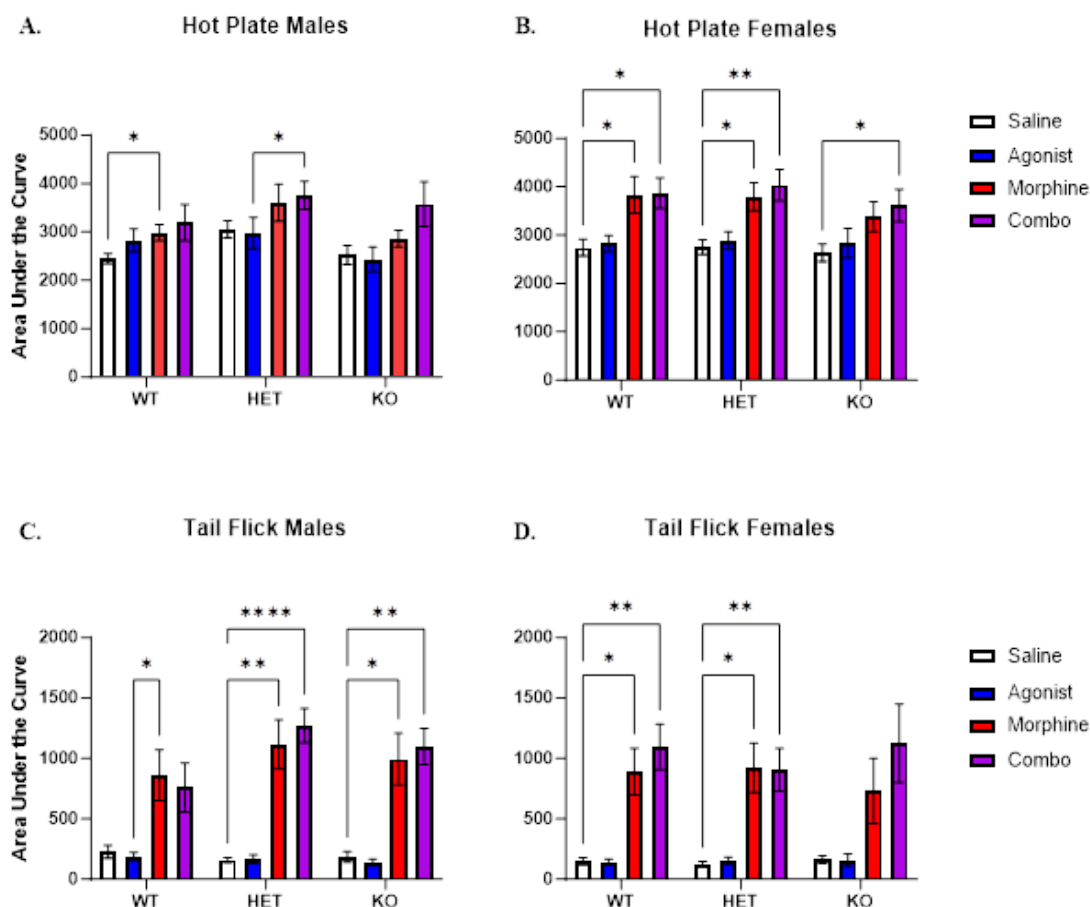 A. Hot Plate Males
B. Hot Plate Females
Area Under the Curve
5000
4000
3000
2000
1000
0
* *
WT HET KO
5000
4000
3000
2000
1000
0
* **
* * *
WT HET KO
Saline
Agonist
Morphine
Combo
C. Tail Flick Males
D. Tail Flick Females
Area Under the Curve
2000
1500
1000
500
0
**** **
* ** *
WT HET KO
2000
1500
1000
500
0
** **
* *
WT HET KO
Saline
Agonist
Morphine
Combo